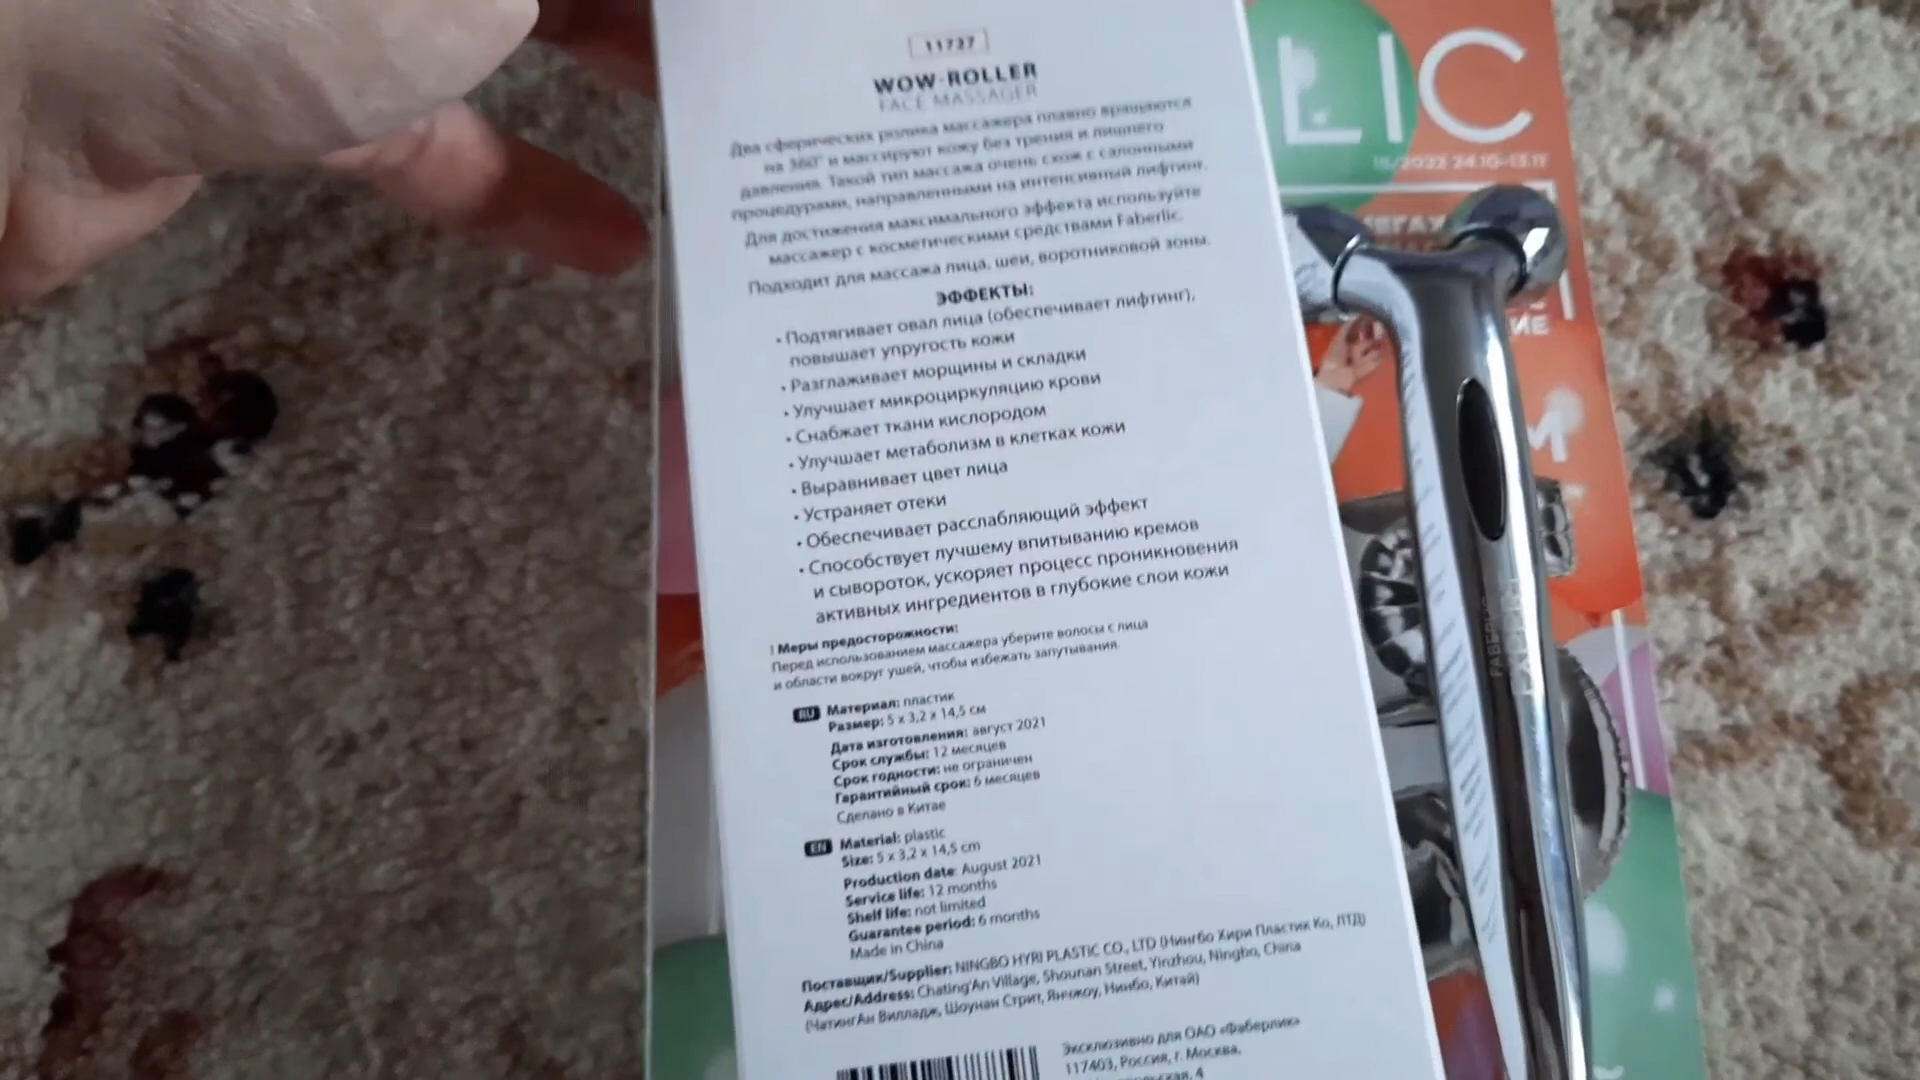 11727
WOW-ROLLER
FACE MASSAGER
Два сферических ролика массажера плавно вращаются
на 360° и массируют кожу без трения и лишнего
давления. Такой тип массажа очень схож с салонными
процедурами, направленными на интенсивный лифтинг.
Для достижения максимального эффекта используйте
массажер с косметическими средствами Faberlic.
Подходит для массажа лица, шеи, воротниковой зоны.
ЭФФЕКТЫ:
• Подтягивает овал лица (обеспечивает лифтинг),
повышает упругость кожи
• Разглаживает морщины и складки
• Улучшает микроциркуляцию крови
• Снабжает ткани кислородом
• Улучшает метаболизм в клетках кожи
• Выравнивает цвет лица
• Устраняет отеки
• Обеспечивает расслабляющий эффект
• Способствует лучшему впитыванию кремов
и сывороток, ускоряет процесс проникновения
активных ингредиентов в глубокие слои кожи
! Меры предосторожности:
Перед использованием массажера уберите волосы с лица
и области вокруг ушей, чтобы избежать запутывания
RU Материал: пластик
Размер: 5 x 3,2 x 14,5 см
Дата изготовления: август 2021
Срок службы: 12 месяцев
Срок годности: не ограничен
Гарантийный срок: 6 месяцев
Сделано в Китае
EN Material: plastic
Size: 5 x 3,2 x 14,5 cm
Production date: August 2021
Service life: 12 months
Shelf life: not limited
Guarantee period: 6 months
Made in China
Поставщик/Supplier: NINGBO HYRI PLASTIC CO., LTD (Нингбо Хири Пластик Ко, ЛТД)
Адрес/Address: Chating'An Village, Shounan Street, Yinzhou, Ningbo, China
(ЧатингАн Вилладж, Шоунан Стрит, Янчжоу, Нинбо, Китай)
Эксклюзивно для ОАО «Фаберлик»
117403, Россия, г. Москва,
4
LIC
16/2022 24.10–13.11
ИЕ
М
FABERLIC